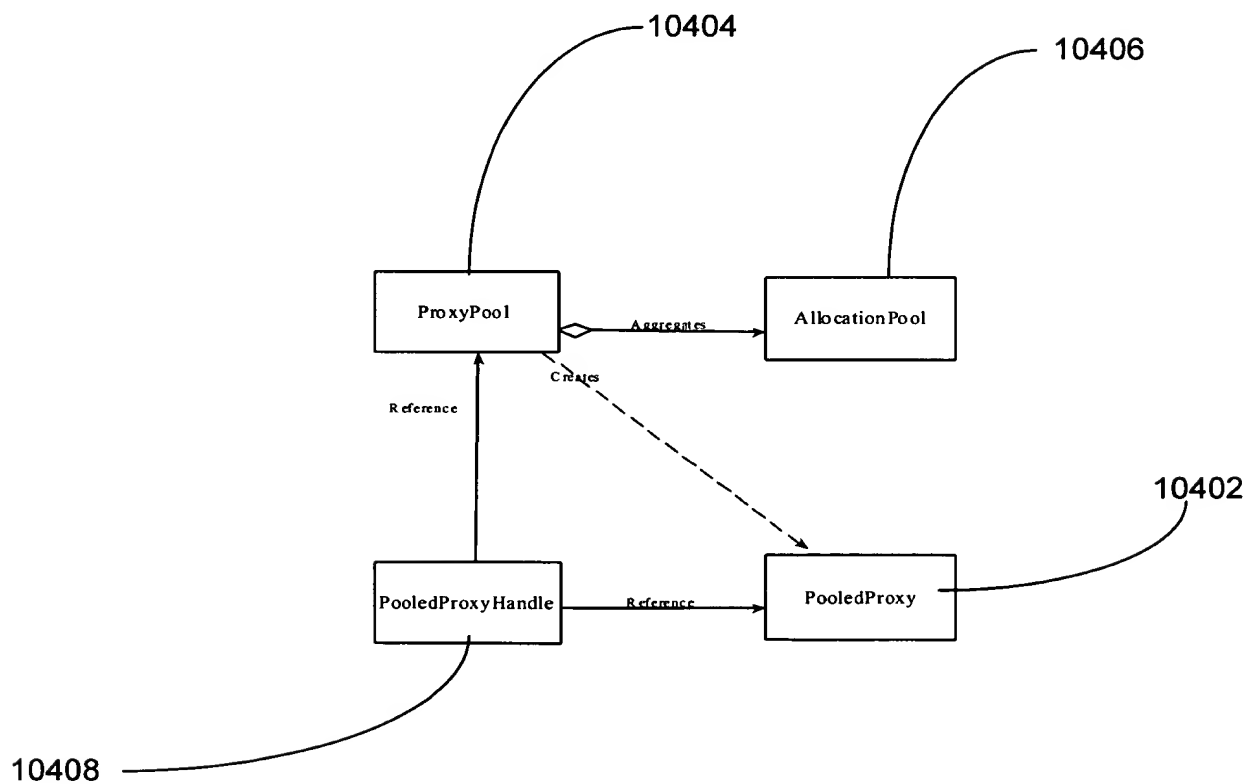 10404
10406
ProxyPool
Aggregates
AllocationPool
Creates
Reference
10402
PooledProxyHandle
Reference
PooledProxy
10408